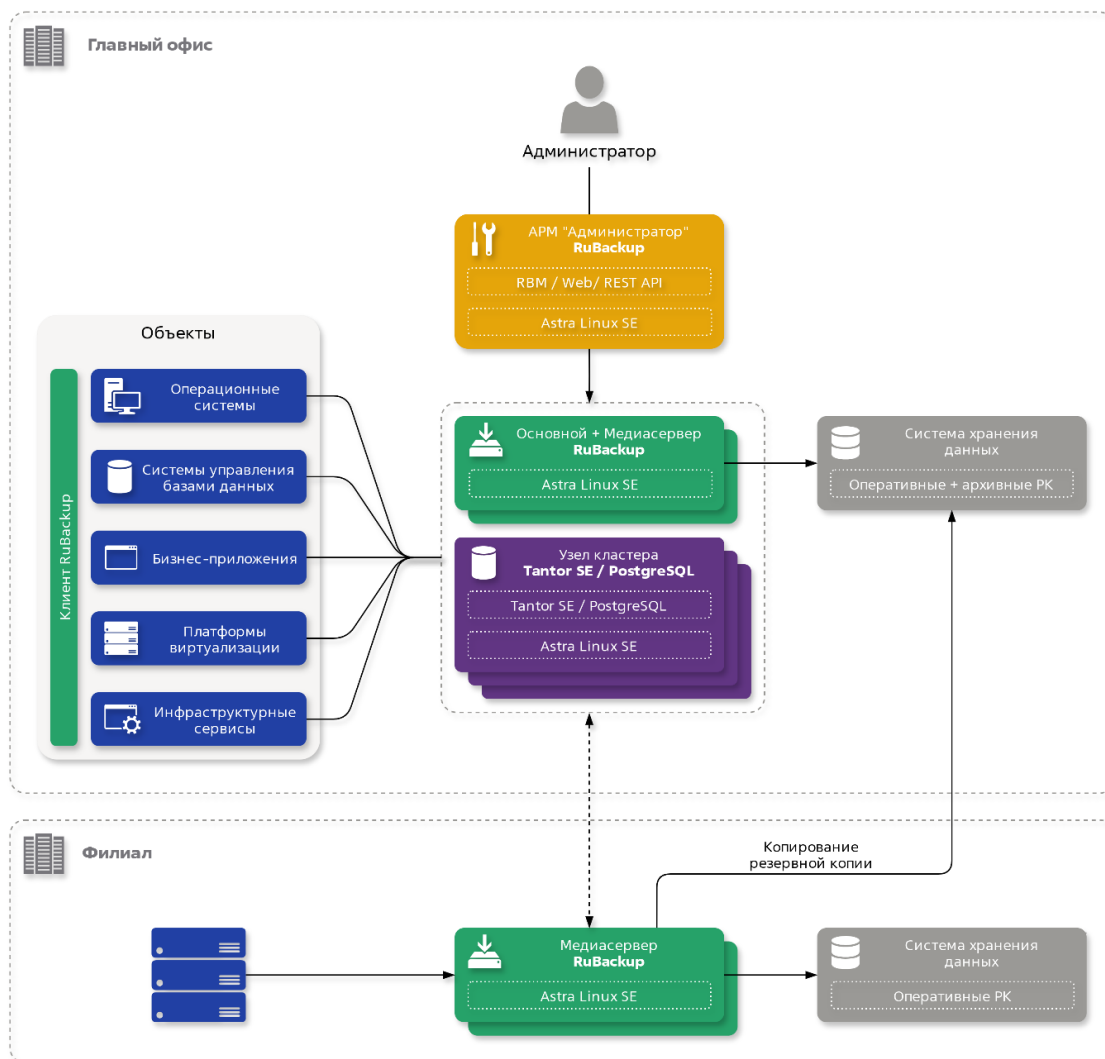 Главный офис
Администратор
АРМ "Администратор"
RuBackup
RBM / Web/ REST API
Astra Linux SE
Объекты
Клиент RuBackup
Операционные
системы
Системы управления
базами данных
Бизнес-приложения
Платформы
виртуализации
Инфраструктурные
сервисы
Основной + Медиасервер
RuBackup
Astra Linux SE
Узел кластера
Tantor SE / PostgreSQL
Tantor SE / PostgreSQL
Astra Linux SE
Система хранения
данных
Оперативные + архивные РК
Филиал
Копирование
резервной копии
Медиасервер
RuBackup
Astra Linux SE
Система хранения
данных
Оперативные РК